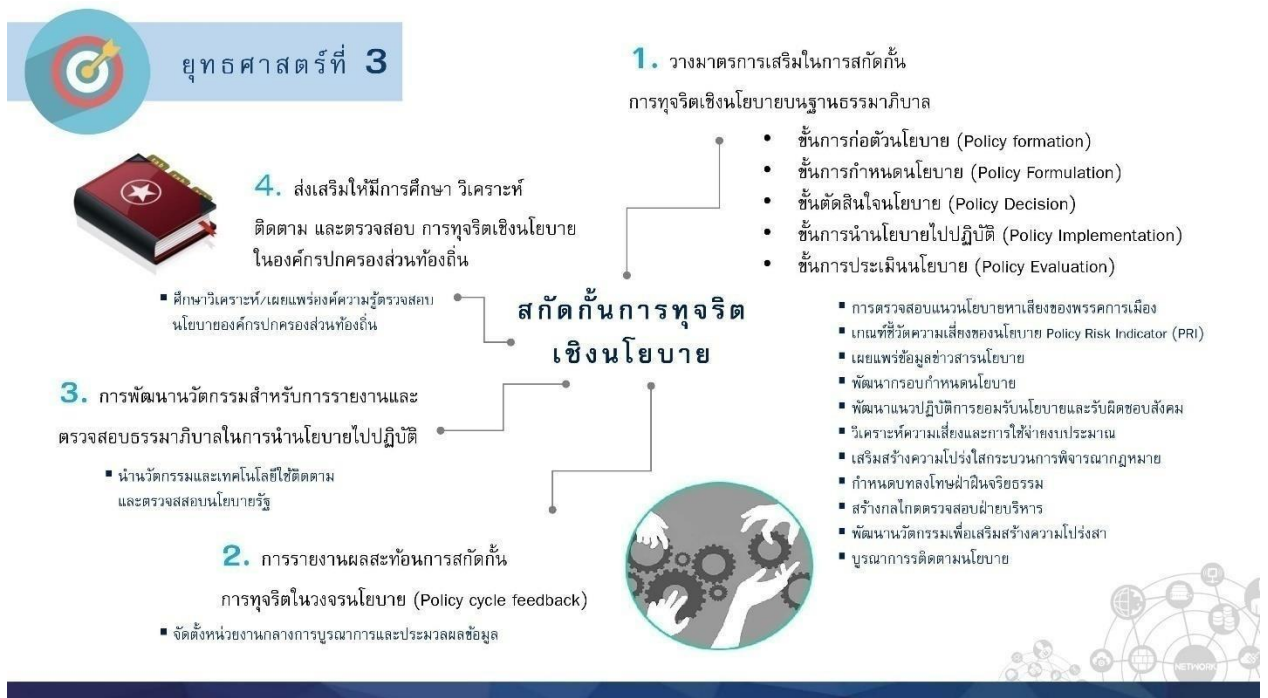 ยุทธศาสตร์ที่ 3
1. วางมาตรการเสริมในการสกัดกั้น
การทุจริตเชิงนโยบายบนฐานธรรมาภิบาล
• ขั้นการก่อตัวนโยบาย (Policy formation)
• ขั้นการกำหนดนโยบาย (Policy Formulation)
• ขั้นตัดสินใจนโยบาย (Policy Decision)
• ขั้นการนำนโยบายไปปฏิบัติ (Policy Implementation)
• ขั้นการประเมินนโยบาย (Policy Evaluation)
▪ การตรวจสอบแนวนโยบายหาเสียงของพรรคการเมือง
▪ เกณฑ์ชี้วัดความเสี่ยงของนโยบาย Policy Risk Indicator (PRI)
▪ เผยแพร่ข้อมูลข่าวสารนโยบาย
▪ พัฒนากรอบกำหนดนโยบาย
▪ พัฒนาแนวปฏิบัติการยอมรับนโยบายและรับผิดชอบสังคม
▪ วิเคราะห์ความเสี่ยงและการใช้จ่ายงบประมาณ
▪ เสริมสร้างความโปร่งใสกระบวนการพิจารณากฎหมาย
▪ กำหนดบทลงโทษฝ่าฝืนจริยธรรม
▪ สร้างกลไกตรวจสอบฝ่ายบริหาร
▪ พัฒนานวัตกรรมเพื่อเสริมสร้างความโปร่งสา
▪ บูรณาการรติดตามนโยบาย
สกัดกั้นการทุจริต
เชิงนโยบาย
4. ส่งเสริมให้มีการศึกษา วิเคราะห์
ติดตาม และตรวจสอบ การทุจริตเชิงนโยบาย
ในองค์กรปกครองส่วนท้องถิ่น
▪ ศึกษาวิเคราะห์/เผยแพร่องค์ความรู้ตรวจสอบ
นโยบายองค์กรปกครองส่วนท้องถิ่น
3. การพัฒนานวัตกรรมสำหรับการรายงานและ
ตรวจสอบธรรมาภิบาลในการนำนโยบายไปปฏิบัติ
▪ นำนวัตกรรมและเทคโนโลยีใช้ติดตาม
และตรวจสสอบนโยบายรัฐ
2. การรายงานผลสะท้อนการสกัดกั้น
การทุจริตในวงจรนโยบาย (Policy cycle feedback)
▪ จัดตั้งหน่วยงานกลางการบูรณาการและประมวลผลข้อมูล
NETWORK